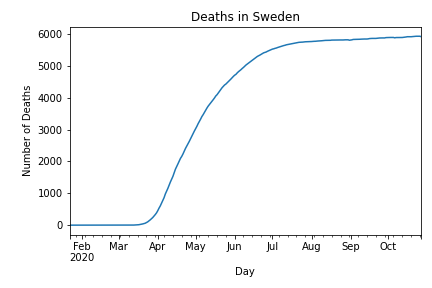 Deaths in Sweden
6000
5000
4000
3000
2000
1000
0
Number of Deaths
Feb Mar Apr May Jun Jul Aug Sep Oct
2020
Day